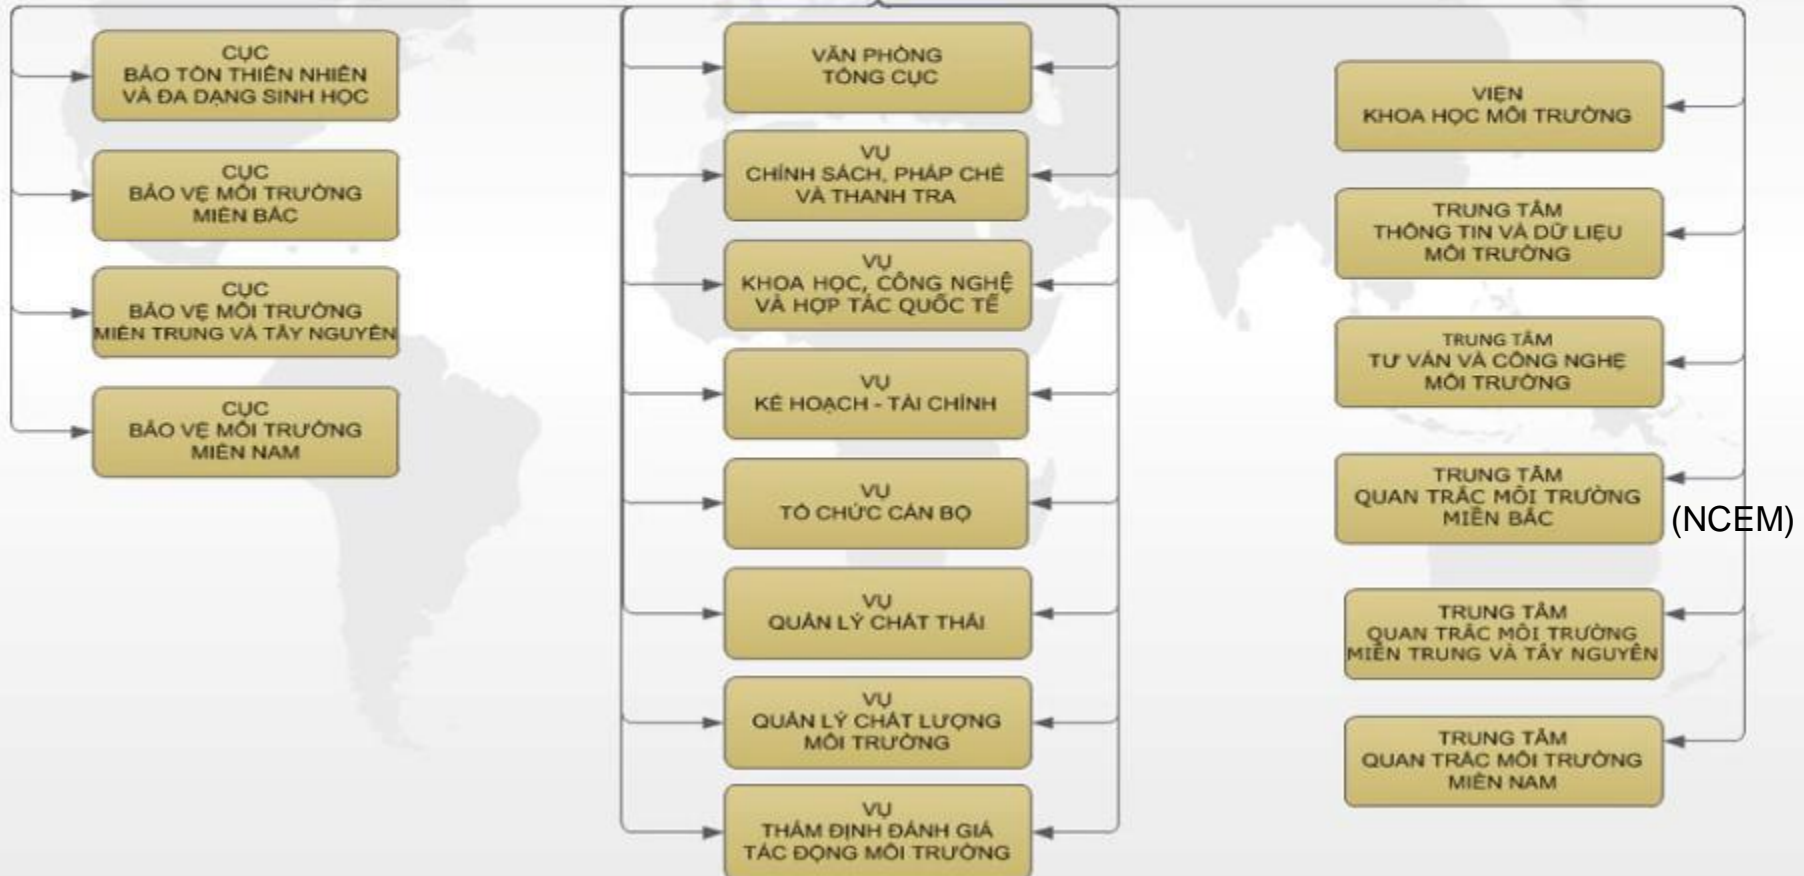 CỤC
BẢO TỒN THIÊN NHIÊN
VÀ ĐA DẠNG SINH HỌC
CỤC
BẢO VỆ MÔI TRƯỜNG
MIỀN BẮC
CỤC
BẢO VỆ MÔI TRƯỜNG
MIỀN TRUNG VÀ TÂY NGUYÊN
CỤC
BẢO VỆ MÔI TRƯỜNG
MIỀN NAM
VĂN PHÒNG
TỔNG CỤC
VỤ
CHÍNH SÁCH, PHÁP CHẾ
VÀ THANH TRA
VỤ
KHOA HỌC, CÔNG NGHỆ
VÀ HỢP TÁC QUỐC TẾ
VỤ
KẾ HOẠCH - TÀI CHÍNH
VỤ
TỔ CHỨC CÁN BỘ
VỤ
QUẢN LÝ CHẤT THẢI
VỤ
QUẢN LÝ CHẤT LƯỢNG
MÔI TRƯỜNG
VỤ
THẨM ĐỊNH ĐÁNH GIÁ
TÁC ĐỘNG MÔI TRƯỜNG
VIỆN
KHOA HỌC MÔI TRƯỜNG
TRUNG TÂM
THÔNG TIN VÀ DỮ LIỆU
MÔI TRƯỜNG
TRUNG TÂM
TƯ VẤN VÀ CÔNG NGHỆ
MÔI TRƯỜNG
TRUNG TÂM
QUAN TRẮC MÔI TRƯỜNG
MIỀN BẮC
(NCEM)
TRUNG TÂM
QUAN TRẮC MÔI TRƯỜNG
MIỀN TRUNG VÀ TÂY NGUYÊN
TRUNG TÂM
QUAN TRẮC MÔI TRƯỜNG
MIỀN NAM